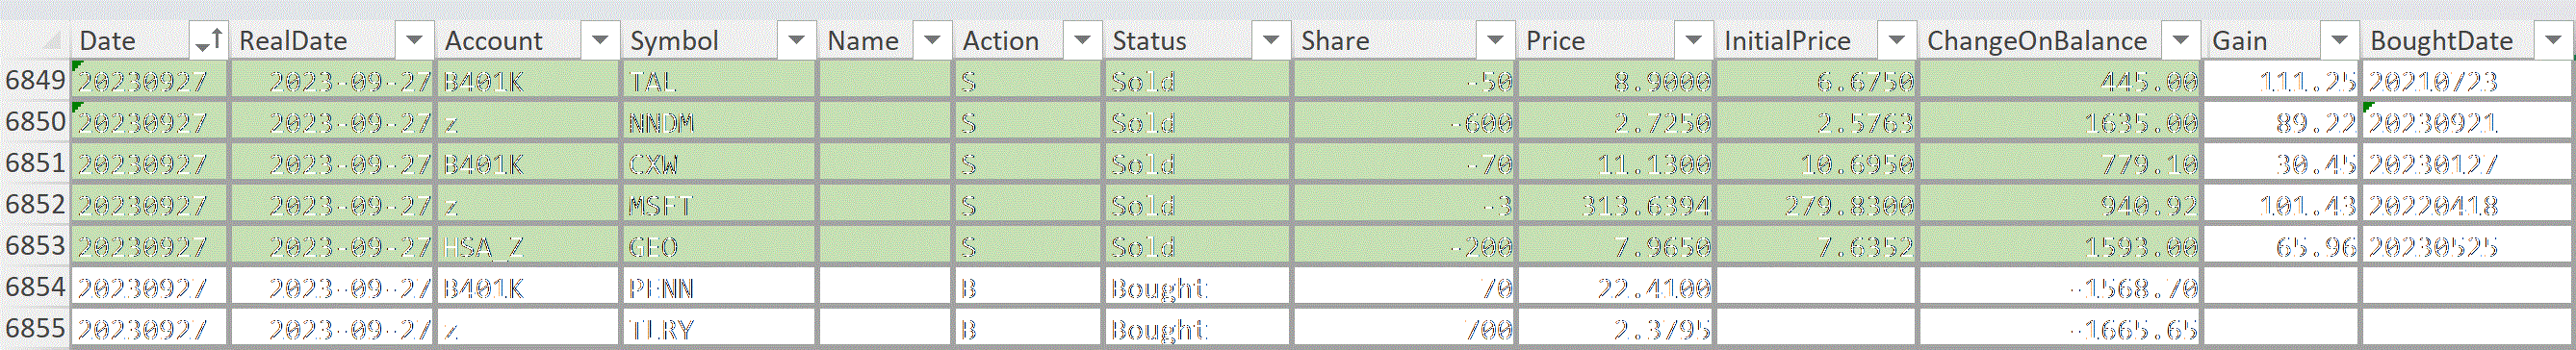 Date RealDate Account Symbol Name Action Status Share Price InitialPrice ChangeOnBalance Gain BoughtDate
6849 20230927 2023-09-27 B401K TAL S Sold -50 8.9000 6.6750 445.00 111.25 20210723
6850 20230927 2023-09-27 z NNDM S Sold -600 2.7250 2.5763 1635.00 89.22 20230921
6851 20230927 2023-09-27 B401K CXW S Sold -70 11.1300 10.6950 779.10 30.45 20230127
6852 20230927 2023-09-27 z MSFT S Sold -3 313.6394 279.8300 940.92 101.43 20220418
6853 20230927 2023-09-27 HSA_Z GEO S Sold -200 7.9650 7.6352 1593.00 65.96 20230525
6854 20230927 2023-09-27 B401K PENN B Bought 70 22.4100 -1568.70
6855 20230927 2023-09-27 z TLRY B Bought 700 2.3795 -1665.65